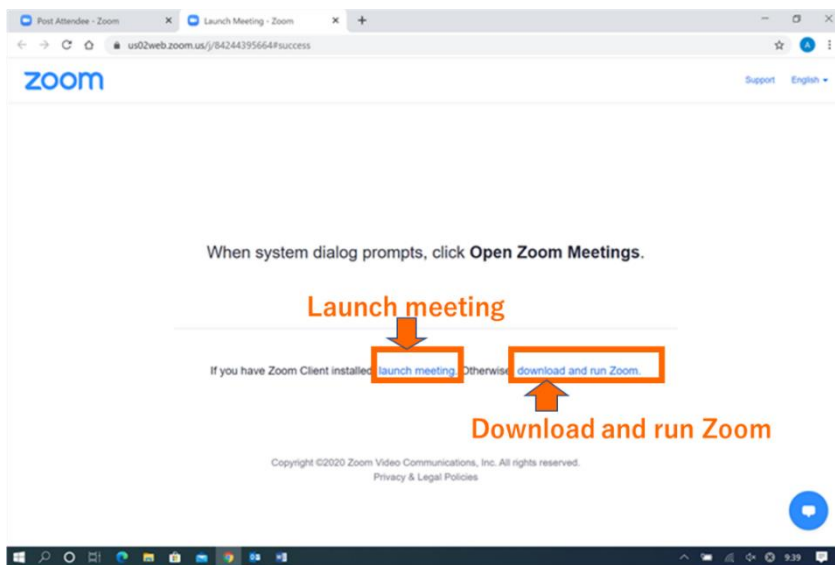 Post Attendee - Zoom
Launch Meeting - Zoom
us02web.zoom.us/j/84244395664#success
zoom
Support English
When system dialog prompts, click Open Zoom Meetings.
Launch meeting
If you have Zoom Client installed, launch meeting. Otherwise, download and run Zoom.
Download and run Zoom
Copyright ©2020 Zoom Video Communications, Inc. All rights reserved.
Privacy & Legal Policies
A
9:39